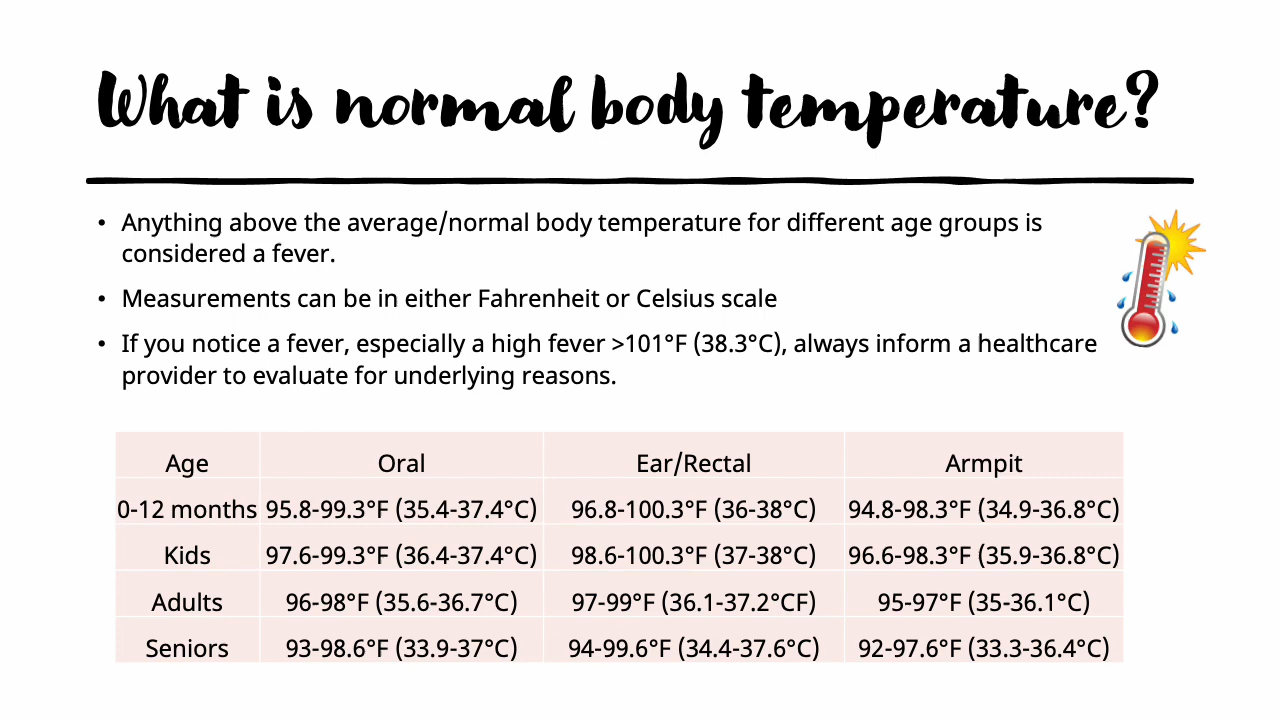 What is normal body temperature?
• Anything above the average/normal body temperature for different age groups is
considered a fever.
• Measurements can be in either Fahrenheit or Celsius scale
• If you notice a fever, especially a high fever >101°F (38.3°C), always inform a healthcare
provider to evaluate for underlying reasons.
Age Oral Ear/Rectal Armpit
0-12 months 95.8-99.3°F (35.4-37.4°C) 96.8-100.3°F (36-38°C) 94.8-98.3°F (34.9-36.8°C)
Kids 97.6-99.3°F (36.4-37.4°C) 98.6-100.3°F (37-38°C) 96.6-98.3°F (35.9-36.8°C)
Adults 96-98°F (35.6-36.7°C) 97-99°F (36.1-37.2°CF) 95-97°F (35-36.1°C)
Seniors 93-98.6°F (33.9-37°C) 94-99.6°F (34.4-37.6°C) 92-97.6°F (33.3-36.4°C)